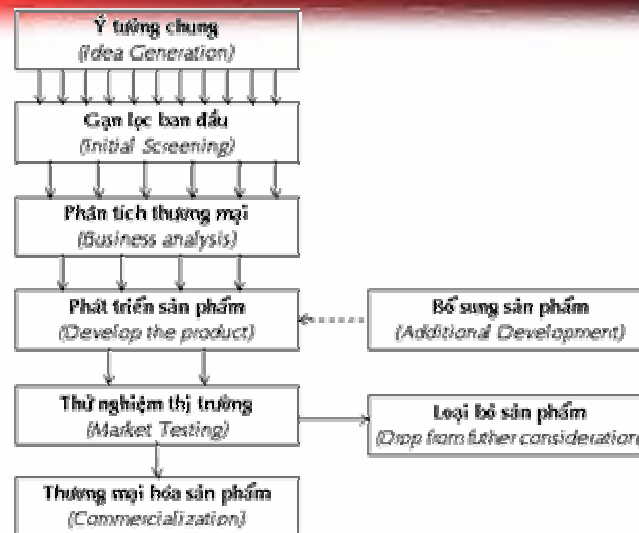 Ý tưởng chung
(Idea Generation)
Gạn lọc ban đầu
(Initial Screening)
Phân tích thương mại
(Business analysis)
Phát triển sản phẩm
(Develop the product)
Bổ sung sản phẩm
(Additional Development)
Thử nghiệm thị trường
(Market Testing)
Loại bỏ sản phẩm
(Drop from futher consideration)
Thương mại hóa sản phẩm
(Commercialization)